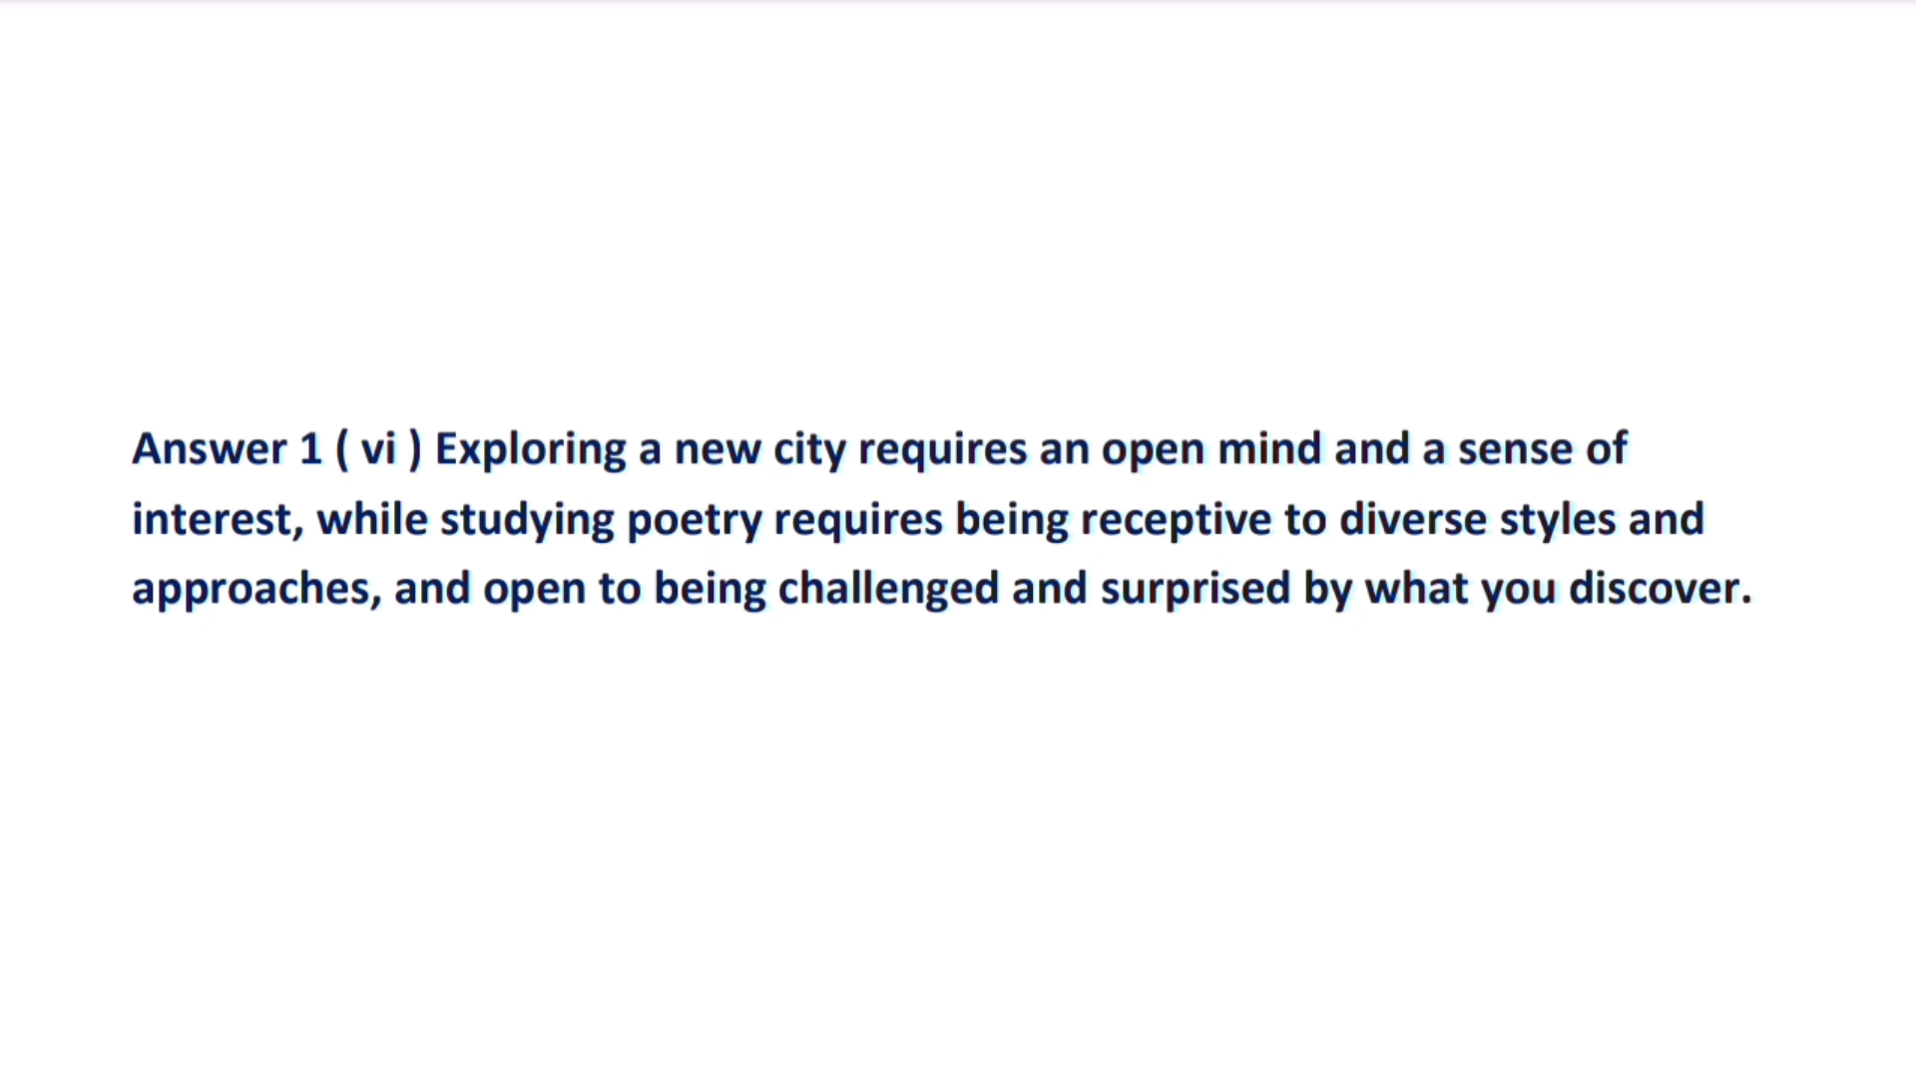 Answer 1 ( vi ) Exploring a new city requires an open mind and a sense of
interest, while studying poetry requires being receptive to diverse styles and
approaches, and open to being challenged and surprised by what you discover.